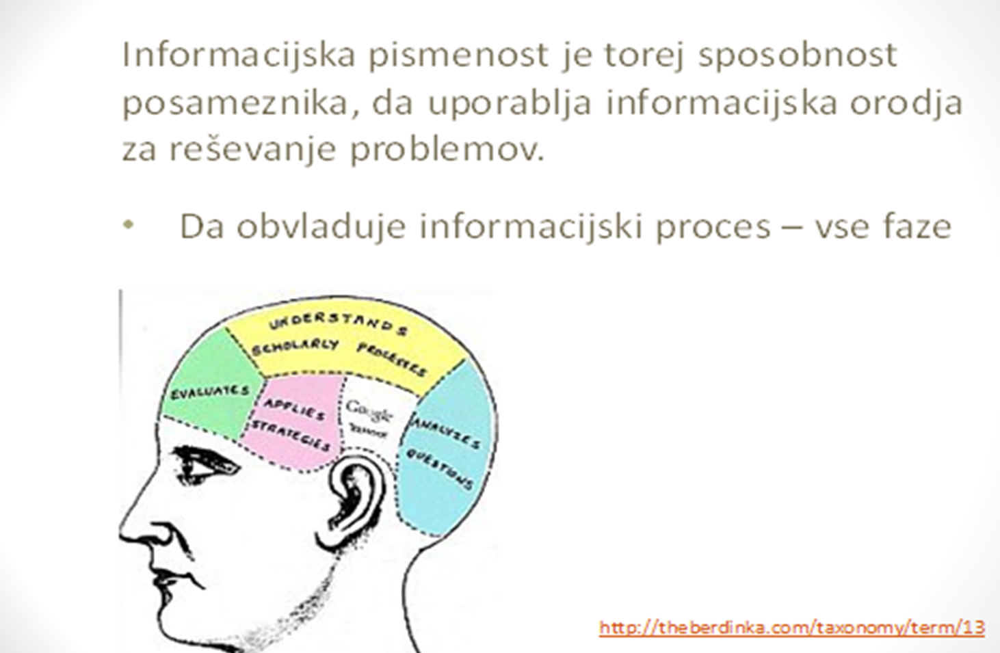 Informacijska pismenost je torej sposobnost
posameznika, da uporablja informacijska orodja
za reševanje problemov.
• Da obvladuje informacijski proces – vse faze
UNDERSTANDS
SCHOLARLY PROCESSES
EVALUATES
APPLIES
STRATEGIES
Google
YAHOO!
ANALYZES
QUESTIONS
http://theberdinka.com/taxonomy/term/13